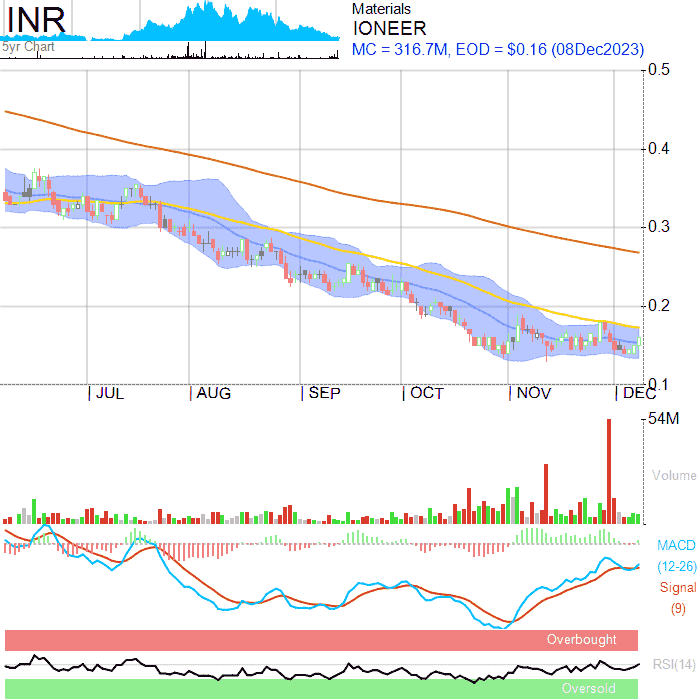 INR
5yr Chart
Materials
IONEER
MC = 316.7M, EOD = $0.16 (08Dec2023)
0.5
0.4
0.3
0.2
0.1
JUL AUG SEP OCT NOV DEC
54M
Volume
MACD
(12-26)
Signal
(9)
Overbought
RSI(14)
Oversold